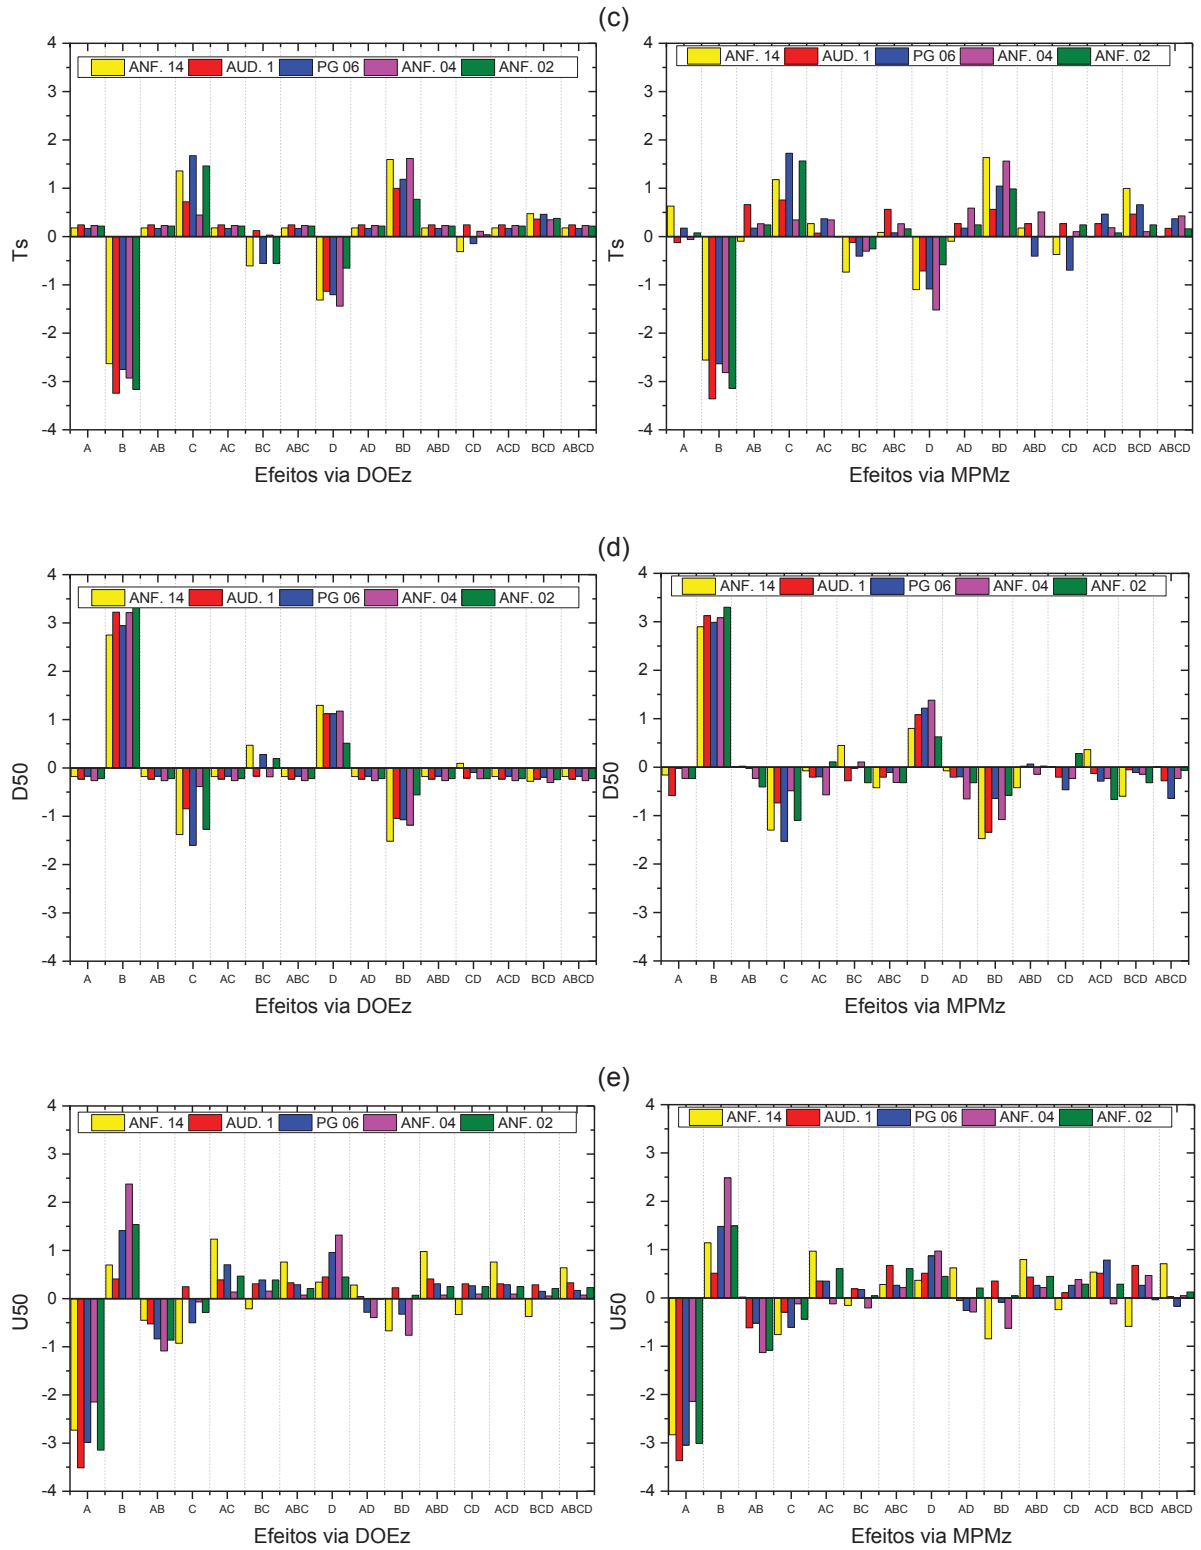 (c)
ANF. 14 AUD. 1 PG 06 ANF. 04 ANF. 02
4
3
2
1
0
-1
-2
-3
-4
Ts
A B AB C AC BC ABC D AD BD ABD CD ACD BCD ABCD
Efeitos via DOEz
ANF. 14 AUD. 1 PG 06 ANF. 04 ANF. 02
4
3
2
1
0
-1
-2
-3
-4
Ts
A B AB C AC BC ABC D AD BD ABD CD ACD BCD ABCD
Efeitos via MPMz
(d)
ANF. 14 AUD. 1 PG 06 ANF. 04 ANF. 02
4
3
2
1
0
-1
-2
-3
-4
D50
A B AB C AC BC ABC D AD BD ABD CD ACD BCD ABCD
Efeitos via DOEz
ANF. 14 AUD. 1 PG 06 ANF. 04 ANF. 02
4
3
2
1
0
-1
-2
-3
-4
D50
A B AB C AC BC ABC D AD BD ABD CD ACD BCD ABCD
Efeitos via MPMz
(e)
ANF. 14 AUD. 1 PG 06 ANF. 04 ANF. 02
4
3
2
1
0
-1
-2
-3
-4
U50
A B AB C AC BC ABC D AD BD ABD CD ACD BCD ABCD
Efeitos via DOEz
ANF. 14 AUD. 1 PG 06 ANF. 04 ANF. 02
4
3
2
1
0
-1
-2
-3
-4
U50
A B AB C AC BC ABC D AD BD ABD CD ACD BCD ABCD
Efeitos via MPMz